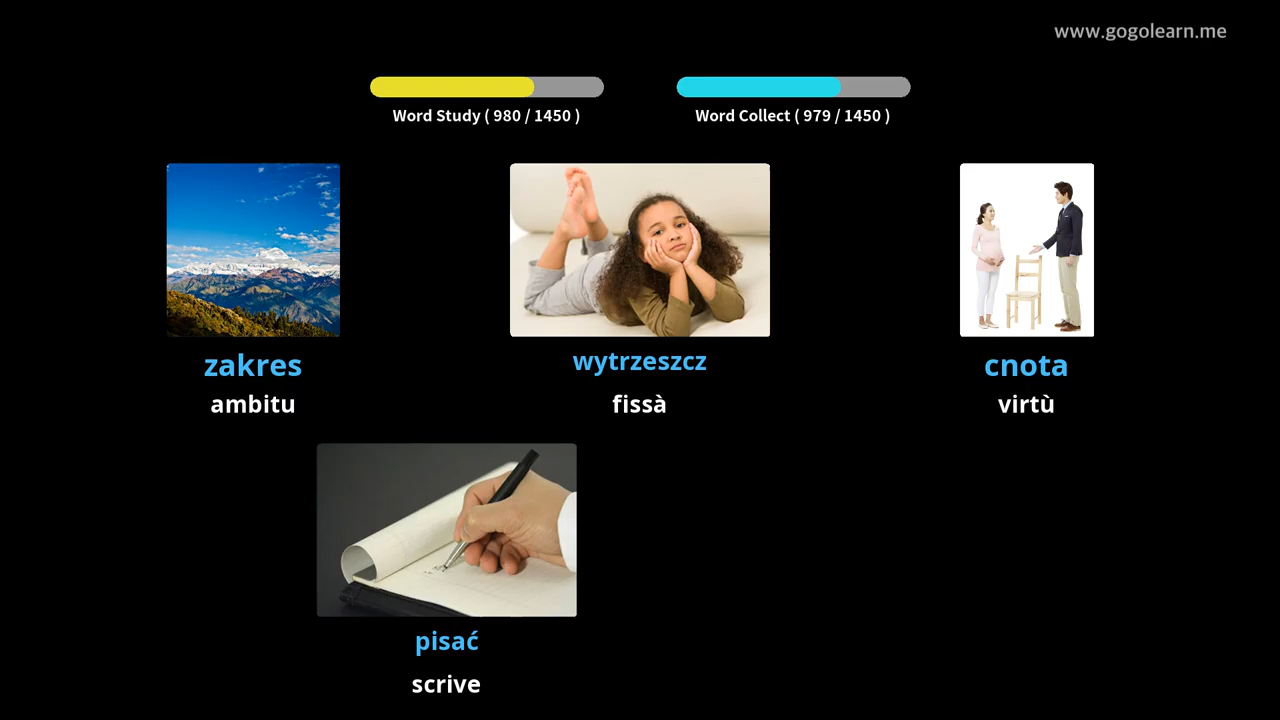 www.gogolearn.me
Word Study ( 980 / 1450 )
Word Collect ( 979 / 1450 )
zakres
ambitu
wytrzeszcz
fissà
cnota
virtù
pisać
scrive